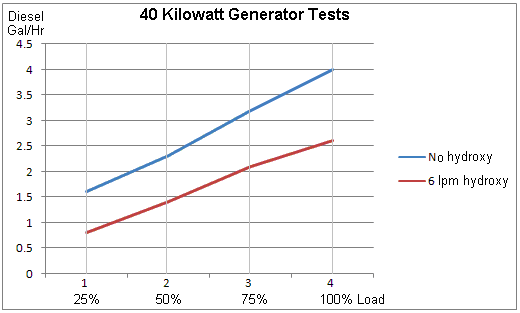 40 Kilowatt Generator Tests
Diesel
Gal/Hr
4.5
4
3.5
3
2.5
2
1.5
1
0.5
0
1 2 3 4
25% 50% 75% 100% Load
No hydroxy
6 lpm hydroxy